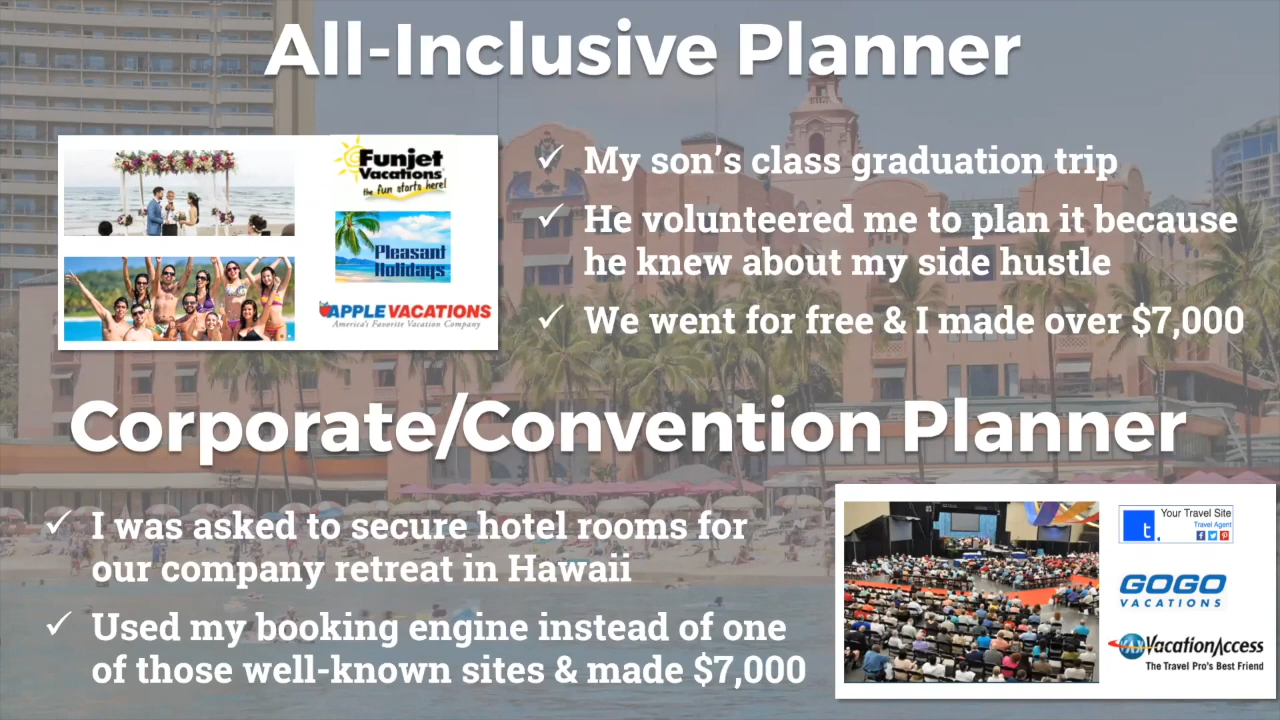 All-Inclusive Planner
Funjet
Vacations
the fun starts here!
Pleasant
Holidays
APPLE VACATIONS
America's Favorite Vacation Company
✓ My son’s class graduation trip
✓ He volunteered me to plan it because
he knew about my side hustle
✓ We went for free & I made over $7,000
Corporate/Convention Planner
✓ I was asked to secure hotel rooms for
our company retreat in Hawaii
✓ Used my booking engine instead of one
of those well-known sites & made $7,000
t.
Your Travel Site
Travel Agent
GOGO
VACATIONS
VAX VacationAccess
The Travel Pro's Best Friend